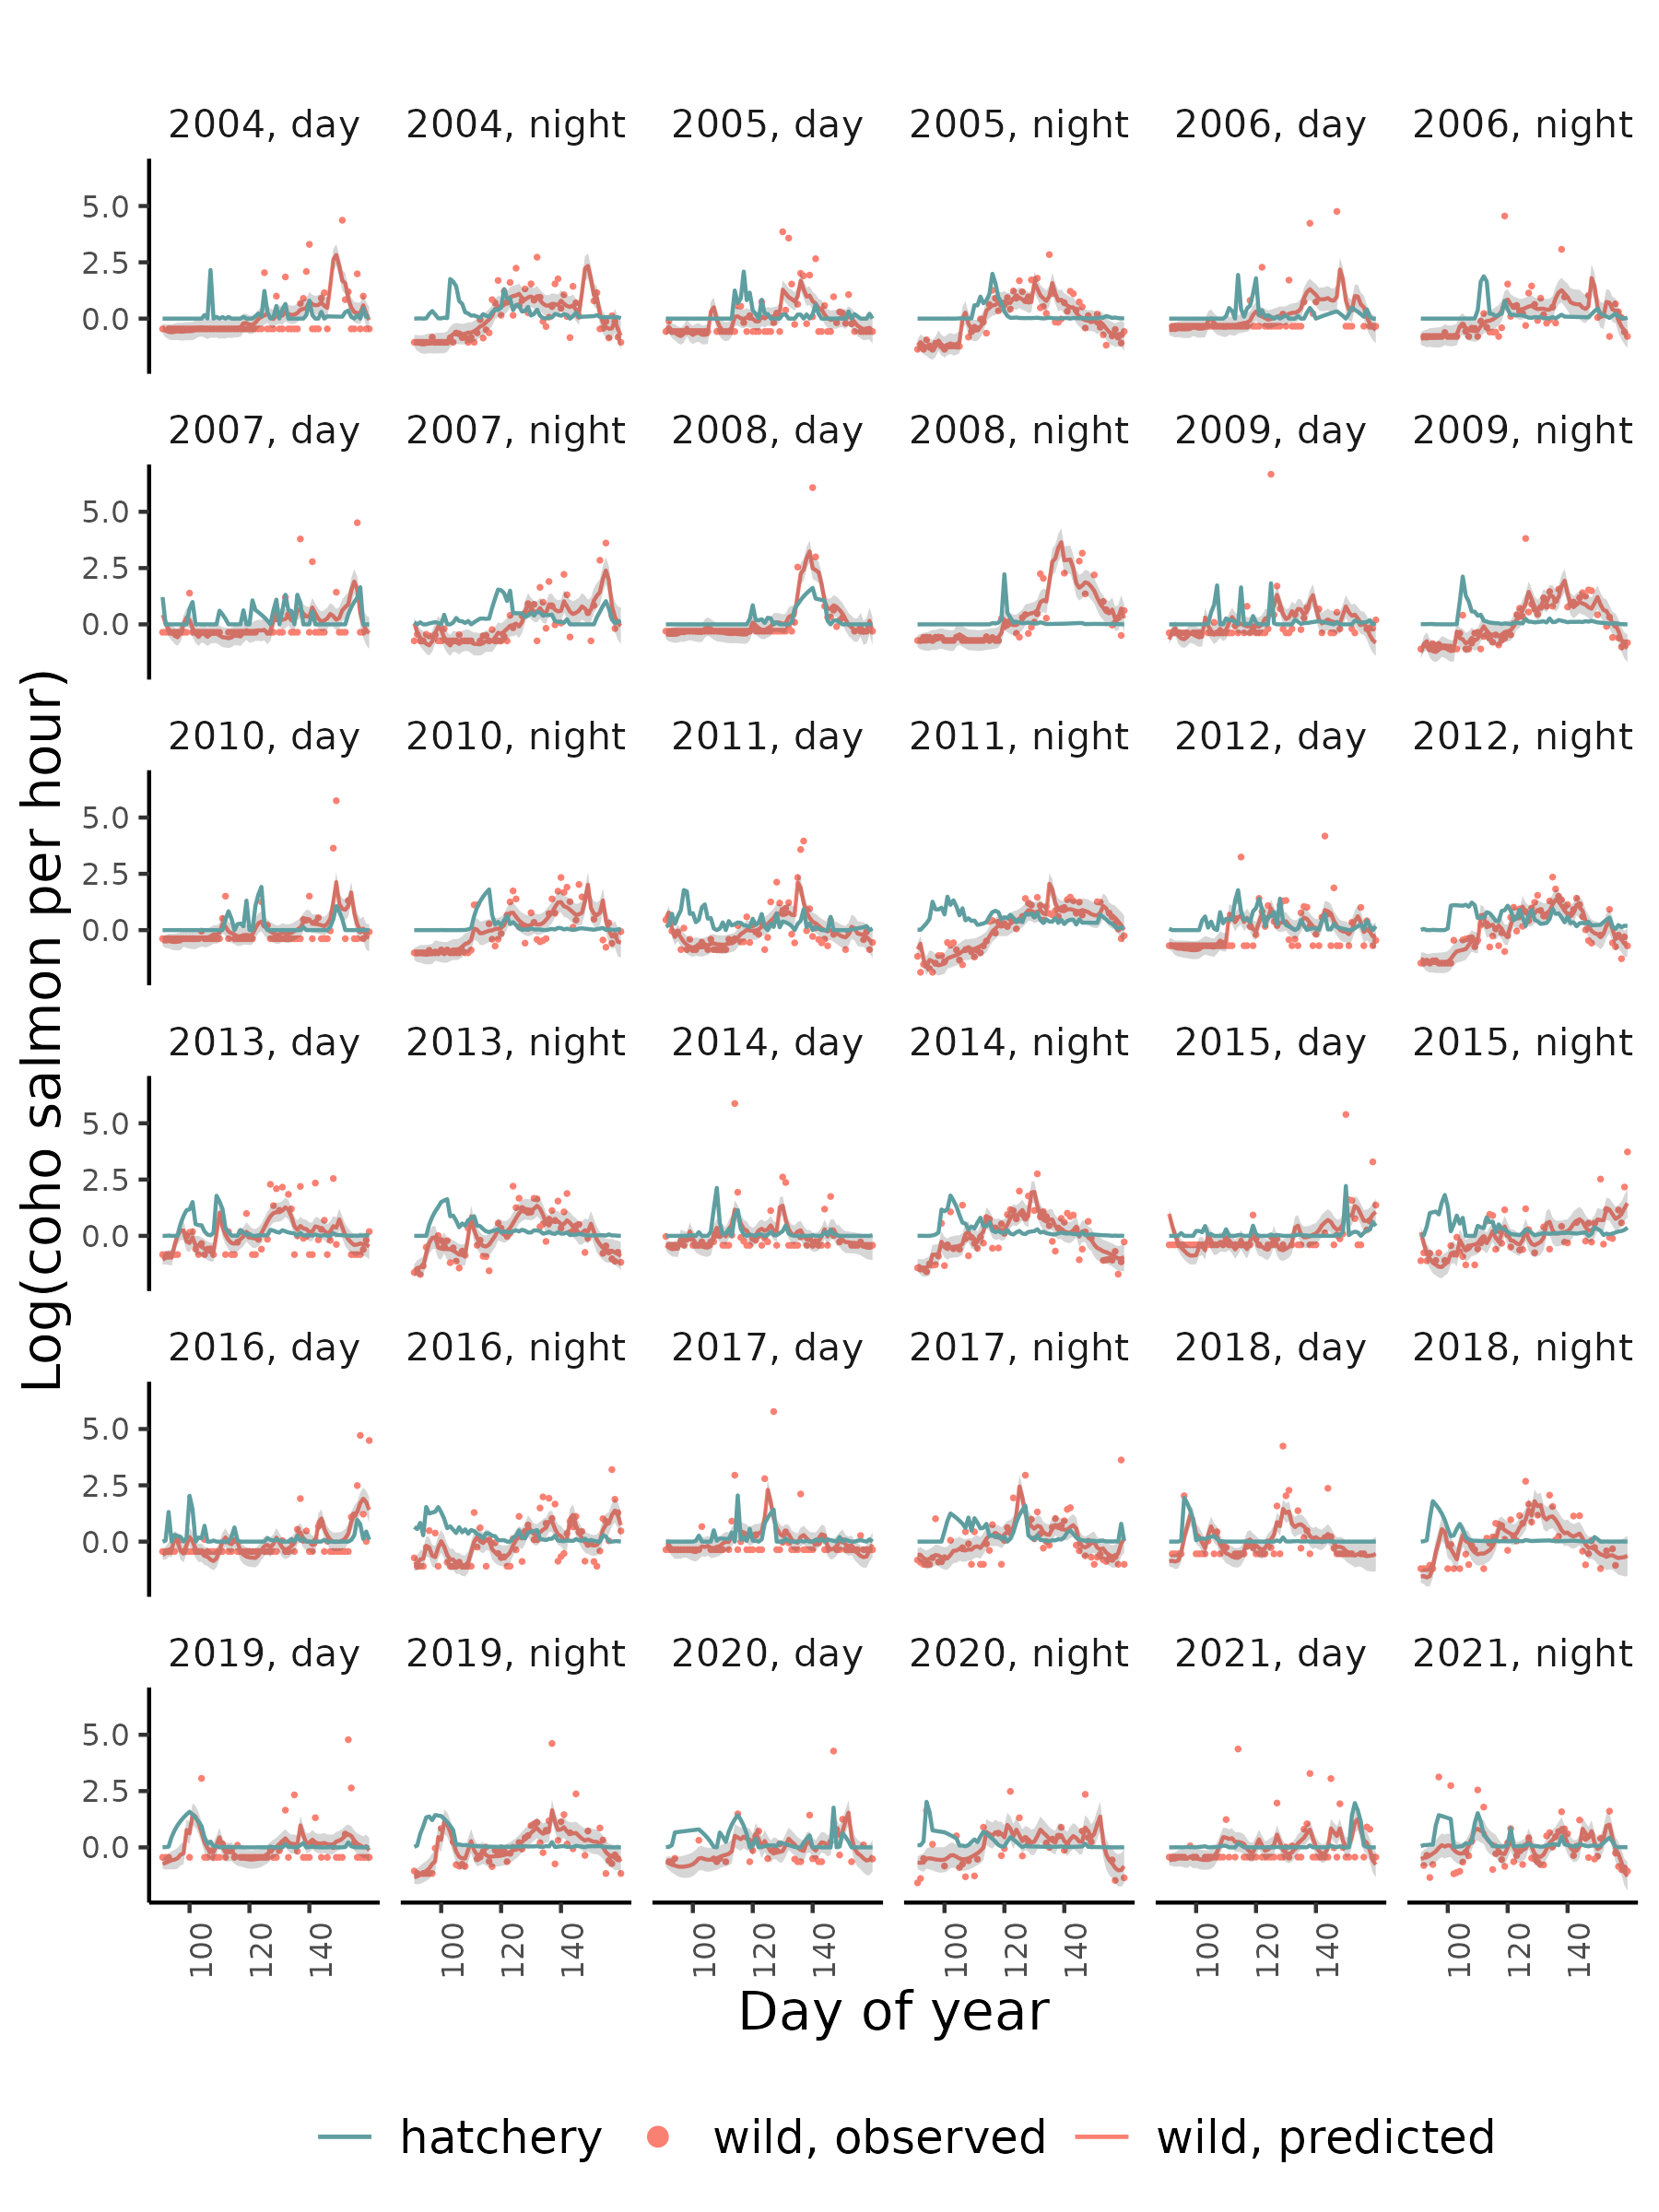 2004, day 2004, night 2005, day 2005, night 2006, day 2006, night
5.0
2.5
0.0
2007, day 2007, night 2008, day 2008, night 2009, day 2009, night
5.0
2.5
0.0
2010, day 2010, night 2011, day 2011, night 2012, day 2012, night
5.0
2.5
0.0
2013, day 2013, night 2014, day 2014, night 2015, day 2015, night
5.0
2.5
0.0
2016, day 2016, night 2017, day 2017, night 2018, day 2018, night
5.0
2.5
0.0
2019, day 2019, night 2020, day 2020, night 2021, day 2021, night
5.0
2.5
0.0
Log(coho salmon per hour)
100 120 140 100 120 140 100 120 140 100 120 140 100 120 140 100 120 140
Day of year
hatchery wild, observed wild, predicted